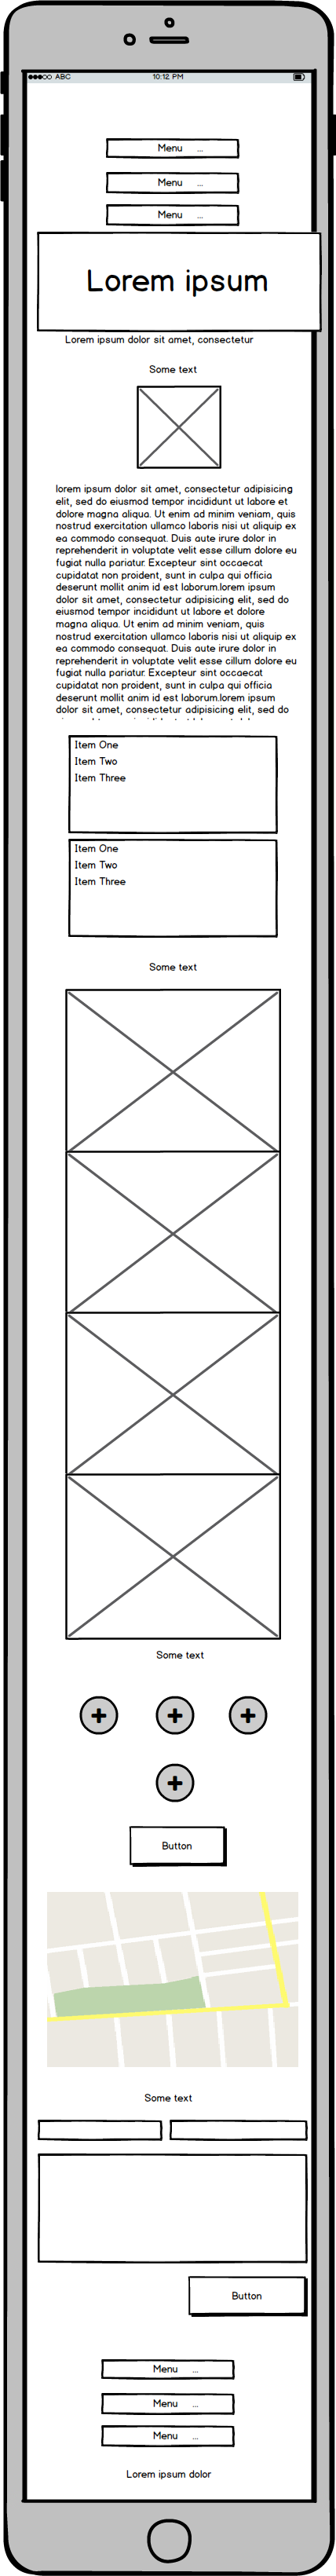 ABC 10:12 PM
Menu ...
Menu ...
Menu ...
Lorem ipsum
Lorem ipsum dolor sit amet, consectetur
Some text
lorem ipsum dolor sit amet, consectetur adipisicing
elit, sed do eiusmod tempor incididunt ut labore et
dolore magna aliqua. Ut enim ad minim veniam, quis
nostrud exercitation ullamco laboris nisi ut aliquip ex
ea commodo consequat. Duis aute irure dolor in
reprehenderit in voluptate velit esse cillum dolore eu
fugiat nulla pariatur. Excepteur sint occaecat
cupidatat non proident, sunt in culpa qui officia
deserunt mollit anim id est laborum.lorem ipsum
dolor sit amet, consectetur adipisicing elit, sed do
eiusmod tempor incididunt ut labore et dolore
magna aliqua. Ut enim ad minim veniam, quis
nostrud exercitation ullamco laboris nisi ut aliquip ex
ea commodo consequat. Duis aute irure dolor in
reprehenderit in voluptate velit esse cillum dolore eu
fugiat nulla pariatur. Excepteur sint occaecat
cupidatat non proident, sunt in culpa qui officia
deserunt mollit anim id est laborum.lorem ipsum
dolor sit amet, consectetur adipisicing elit, sed do
Item One
Item Two
Item Three
Item One
Item Two
Item Three
Some text
Some text
Button
Some text
Button
Menu ...
Menu ...
Menu ...
Lorem ipsum dolor